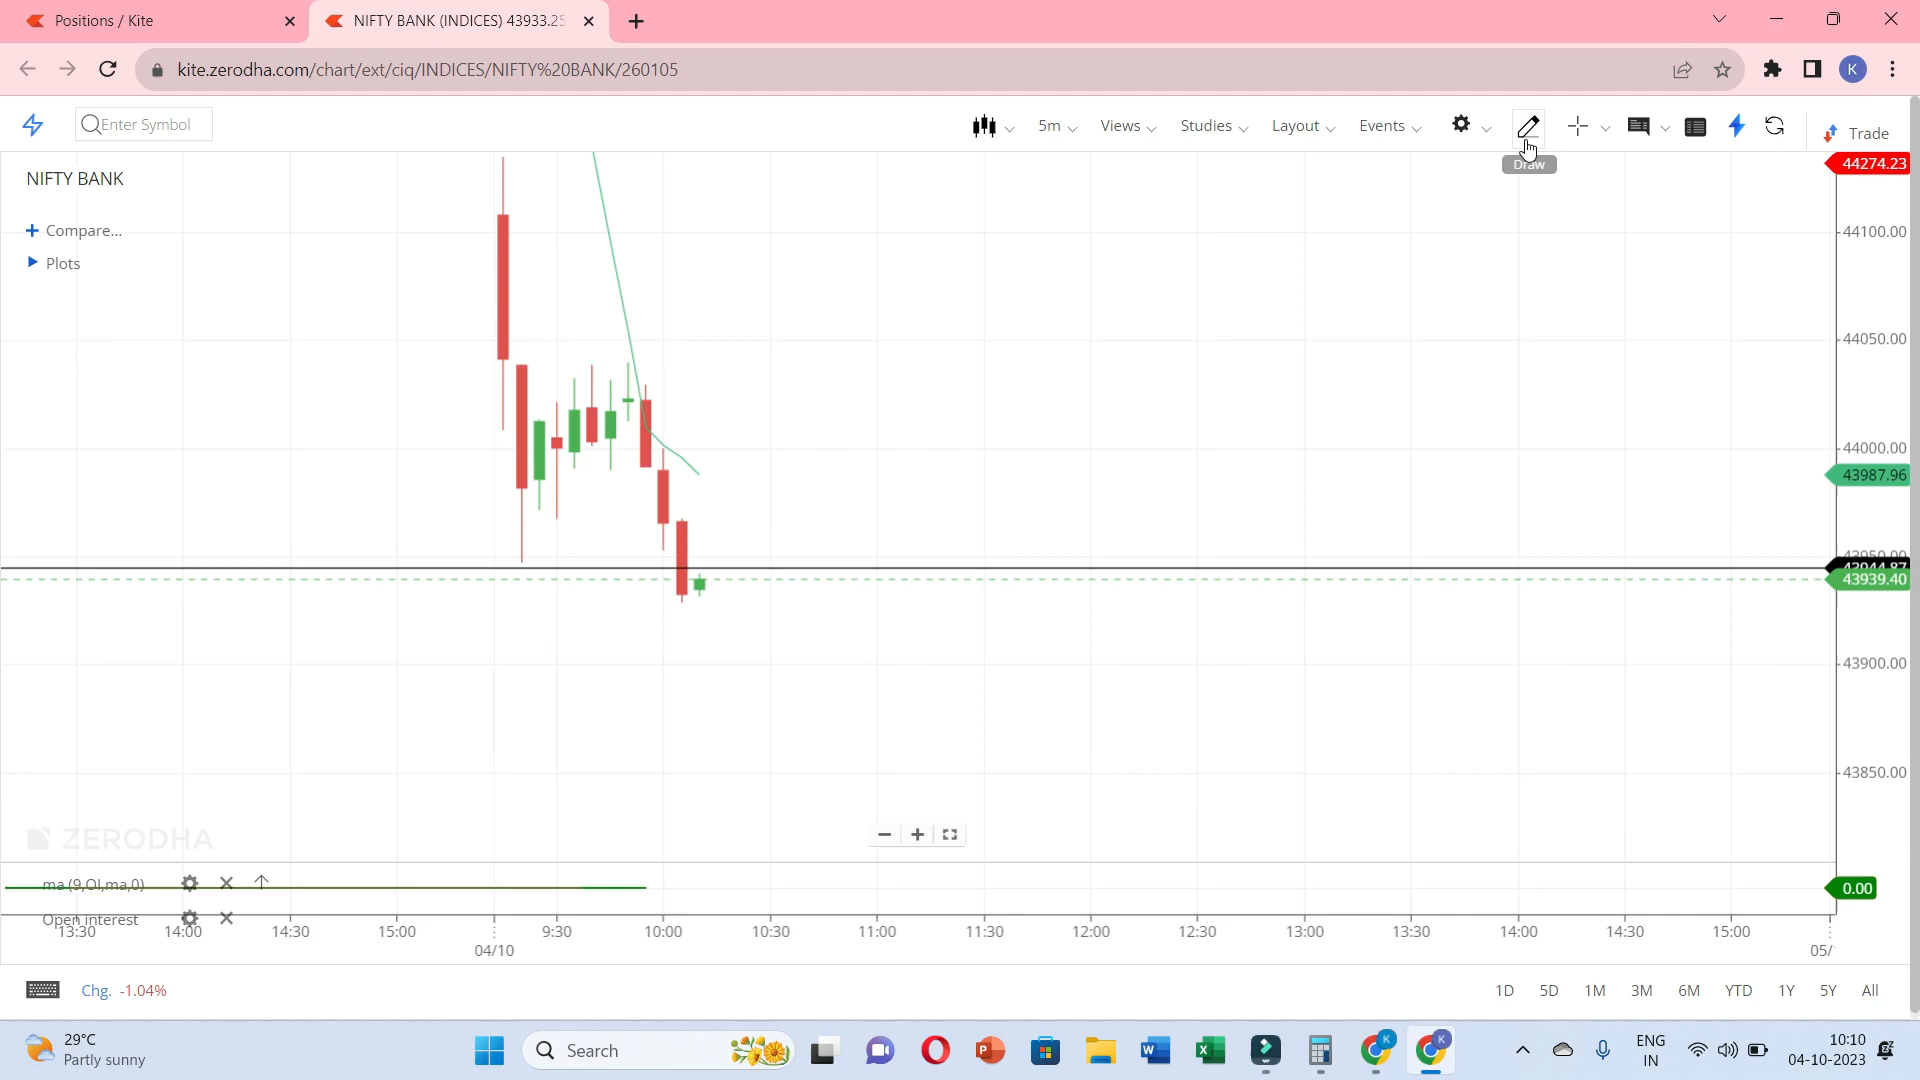 Positions / Kite
NIFTY BANK (INDICES) 43933.25
kite.zerodha.com/chart/ext/ciq/INDICES/NIFTY%20BANK/260105
K
Enter Symbol
5m
Views
Studies
Layout
Events
Trade
Draw
NIFTY BANK
Compare...
Plots
44274.23
44100.00
44050.00
44000.00
43987.96
43950.00
43944.87
43939.40
43900.00
43850.00
ZERODHA
ma (9,OI,ma,0)
0.00
Open interest
13:30 14:00 14:30 15:00 9:30 10:00 10:30 11:00 11:30 12:00 12:30 13:00 13:30 14:00 14:30 15:00
04/10 05/
Chg. -1.04%
1D 5D 1M 3M 6M YTD 1Y 5Y All
29°C
Partly sunny
Search
ENG
IN
10:10
04-10-2023